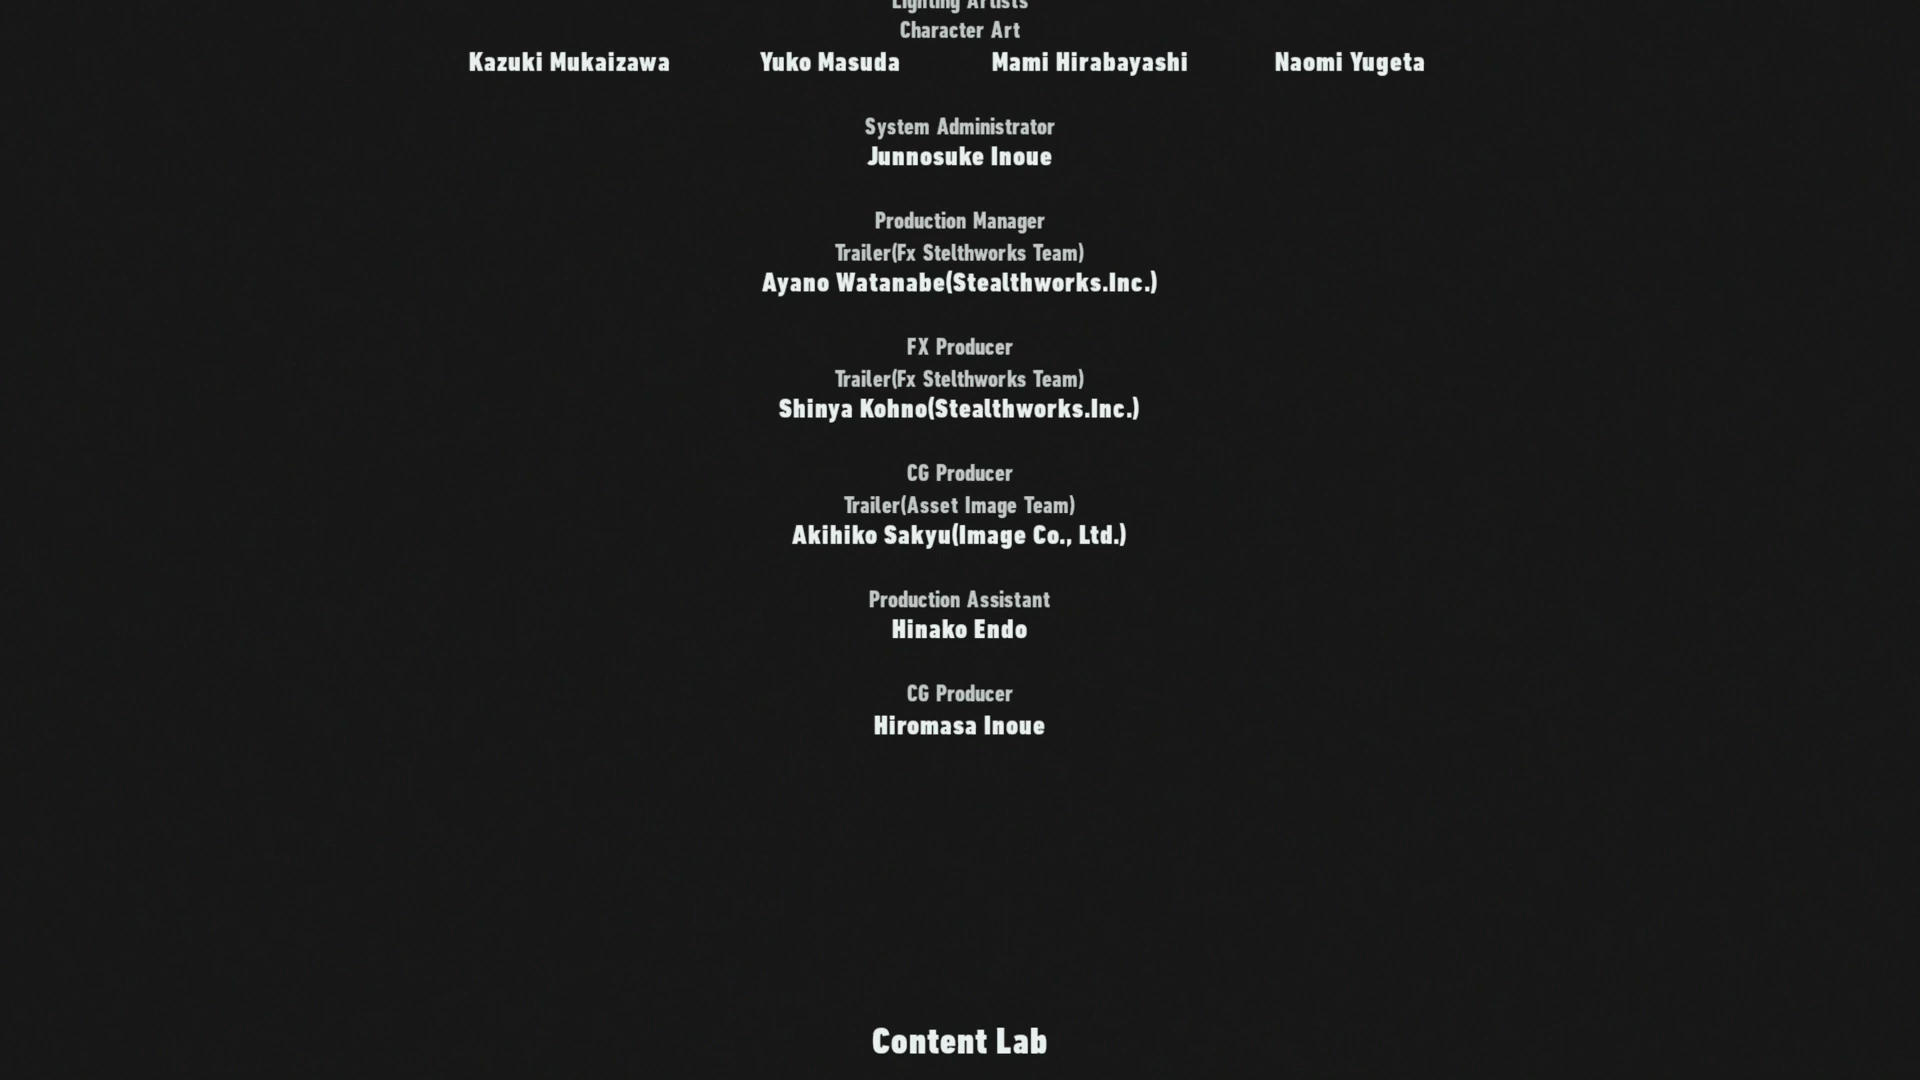 Lighting Artists
Character Art
Kazuki Mukaizawa Yuko Masuda Mami Hirabayashi Naomi Yugeta
System Administrator
Junnosuke Inoue
Production Manager
Trailer(Fx Stelthworks Team)
Ayano Watanabe(Stealthworks.Inc.)
FX Producer
Trailer(Fx Stelthworks Team)
Shinya Kohno(Stealthworks.Inc.)
CG Producer
Trailer(Asset Image Team)
Akihiko Sakyu(Image Co., Ltd.)
Production Assistant
Hinako Endo
CG Producer
Hiromasa Inoue
Content Lab